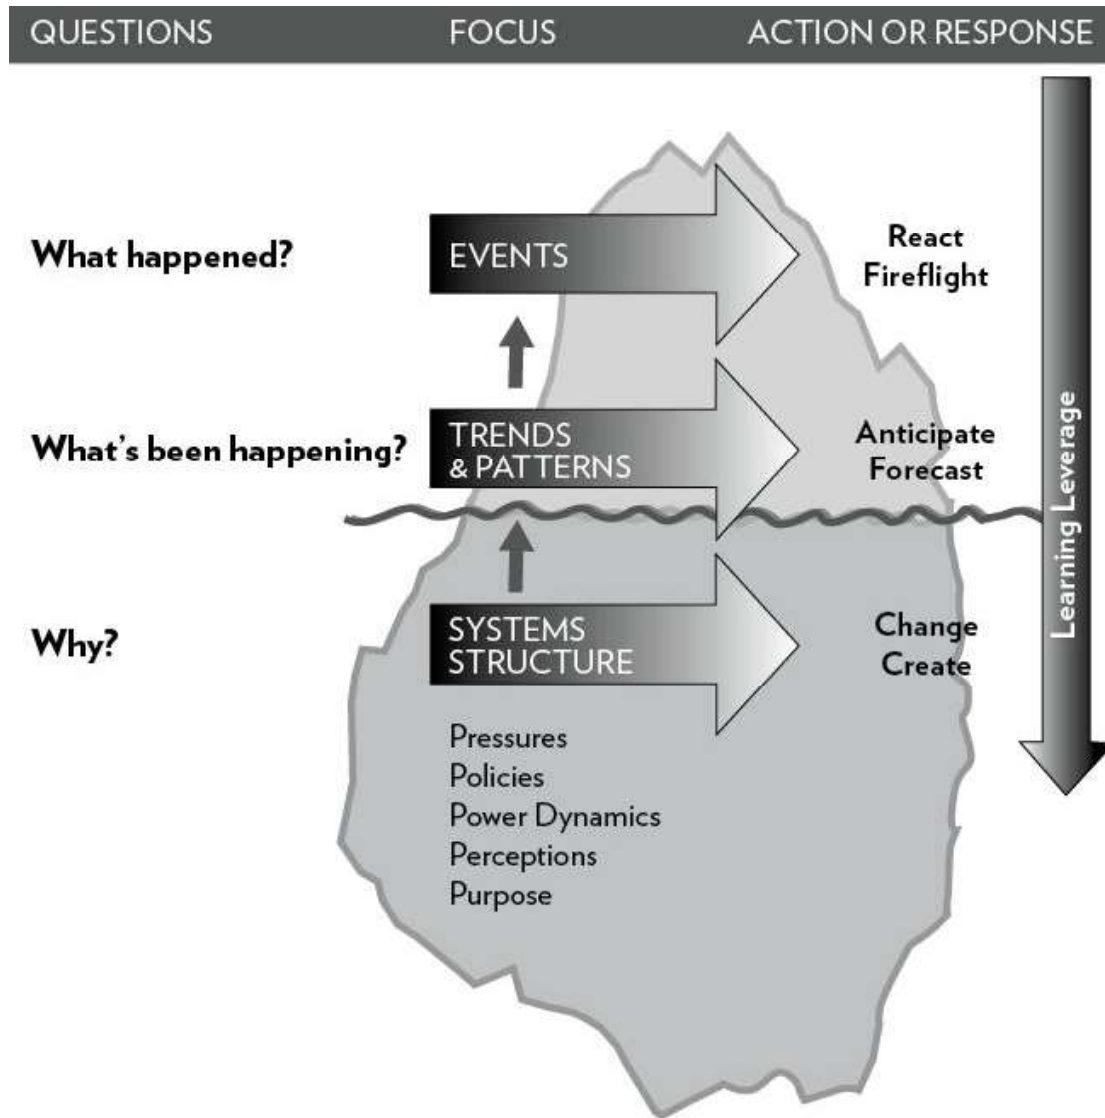 QUESTIONS FOCUS ACTION OR RESPONSE
What happened?
EVENTS
React
Fireflight
What's been happening?
TRENDS
& PATTERNS
Anticipate
Forecast
Why?
SYSTEMS
STRUCTURE
Change
Create
Pressures
Policies
Power Dynamics
Perceptions
Purpose
Learning Leverage